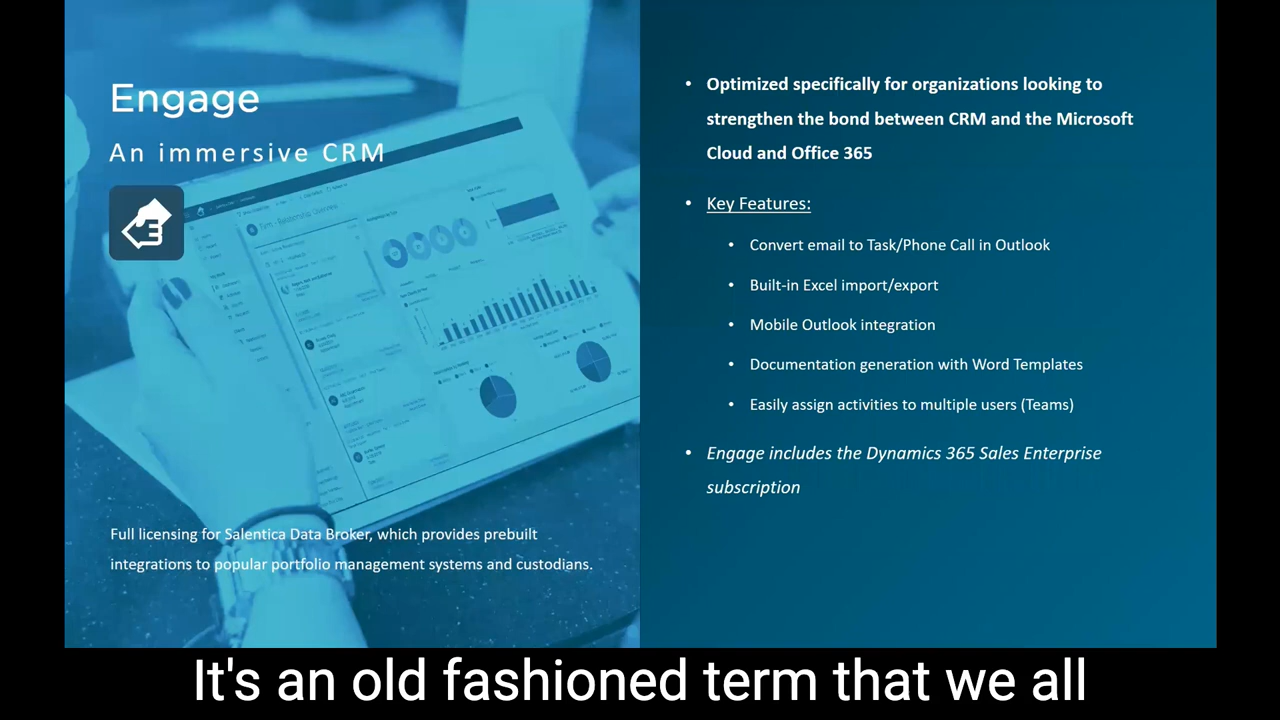 Engage
An immersive CRM
Full licensing for Salentica Data Broker, which provides prebuilt
integrations to popular portfolio management systems and custodians.
• Optimized specifically for organizations looking to
strengthen the bond between CRM and the Microsoft
Cloud and Office 365
• Key Features:
• Convert email to Task/Phone Call in Outlook
• Built-in Excel import/export
• Mobile Outlook integration
• Documentation generation with Word Templates
• Easily assign activities to multiple users (Teams)
• Engage includes the Dynamics 365 Sales Enterprise
subscription
It's an old fashioned term that we all